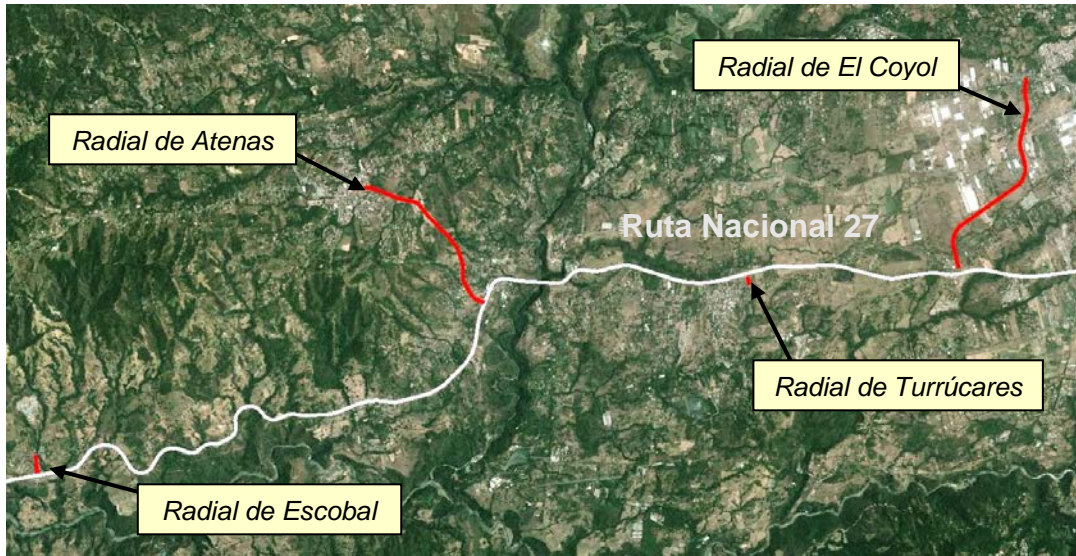 Radial de El Coyol
Radial de Atenas
Ruta Nacional 27
Radial de Turrúcares
Radial de Escobal